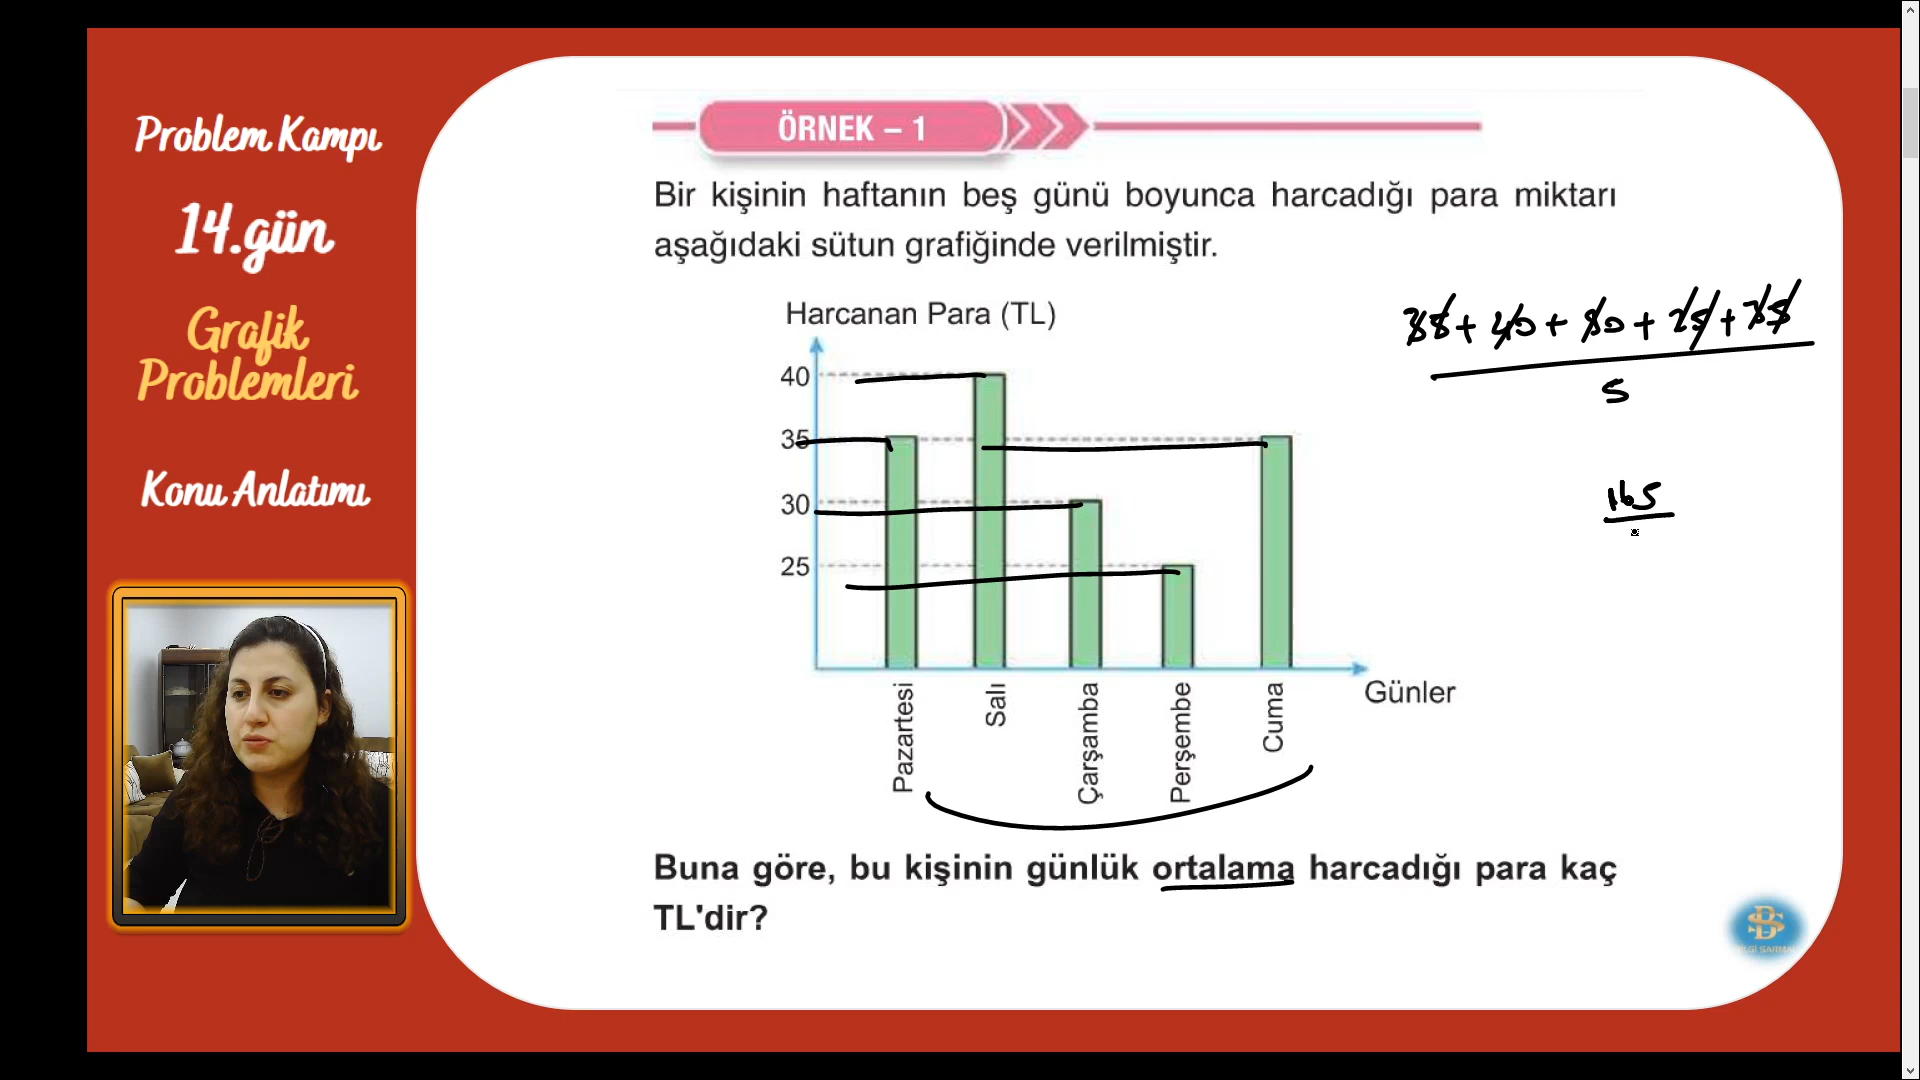 Problem Kampı
14.gün
Grafik
Problemleri
Konu Anlatımı
ÖRNEK – 1
Bir kişinin haftanın beş günü boyunca harcadığı para miktarı
aşağıdaki sütun grafiğinde verilmiştir.
Harcanan Para (TL)
40
35
30
25
Pazartesi
Salı
Çarşamba
Perşembe
Cuma
Günler
35 + 40 + 30 + 25 + 35
5
165
Buna göre, bu kişinin günlük ortalama harcadığı para kaç
TL'dir?